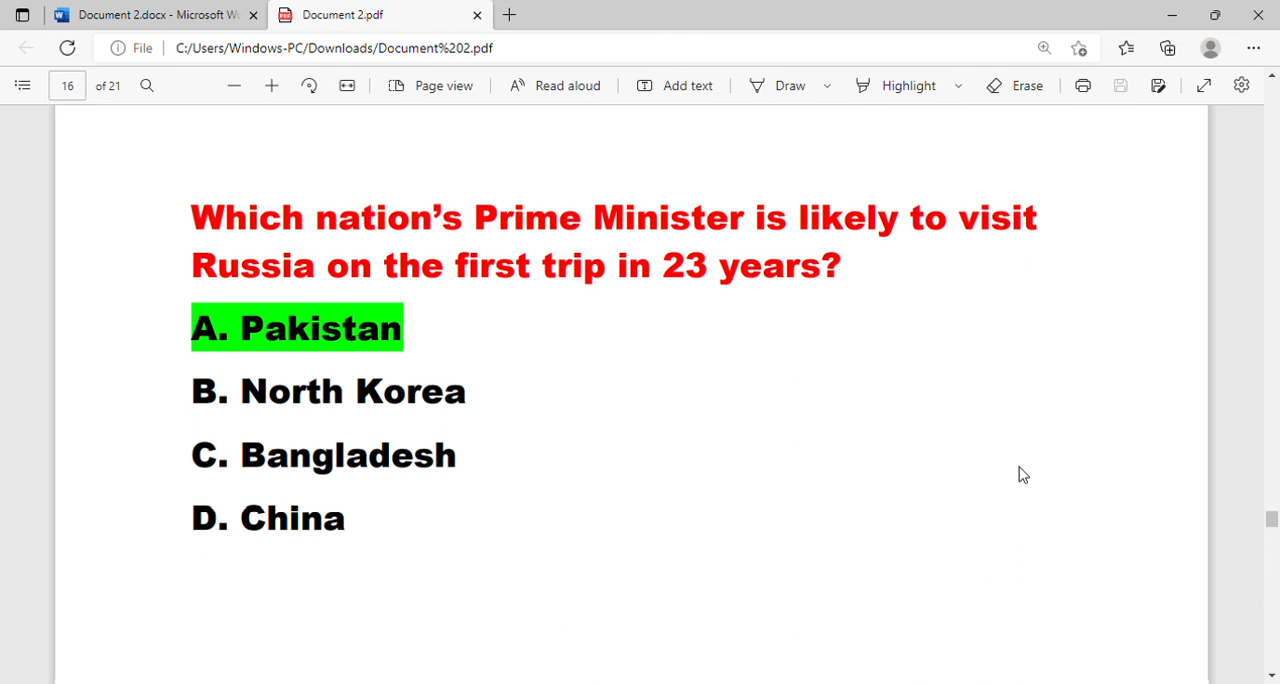 Document 2.docx - Microsoft W
Document 2.pdf
File
C:/Users/Windows-PC/Downloads/Document%202.pdf
16 of 21
Page view
Read aloud
Add text
Draw
Highlight
Erase
Which nation’s Prime Minister is likely to visit
Russia on the first trip in 23 years?
A. Pakistan
B. North Korea
C. Bangladesh
D. China